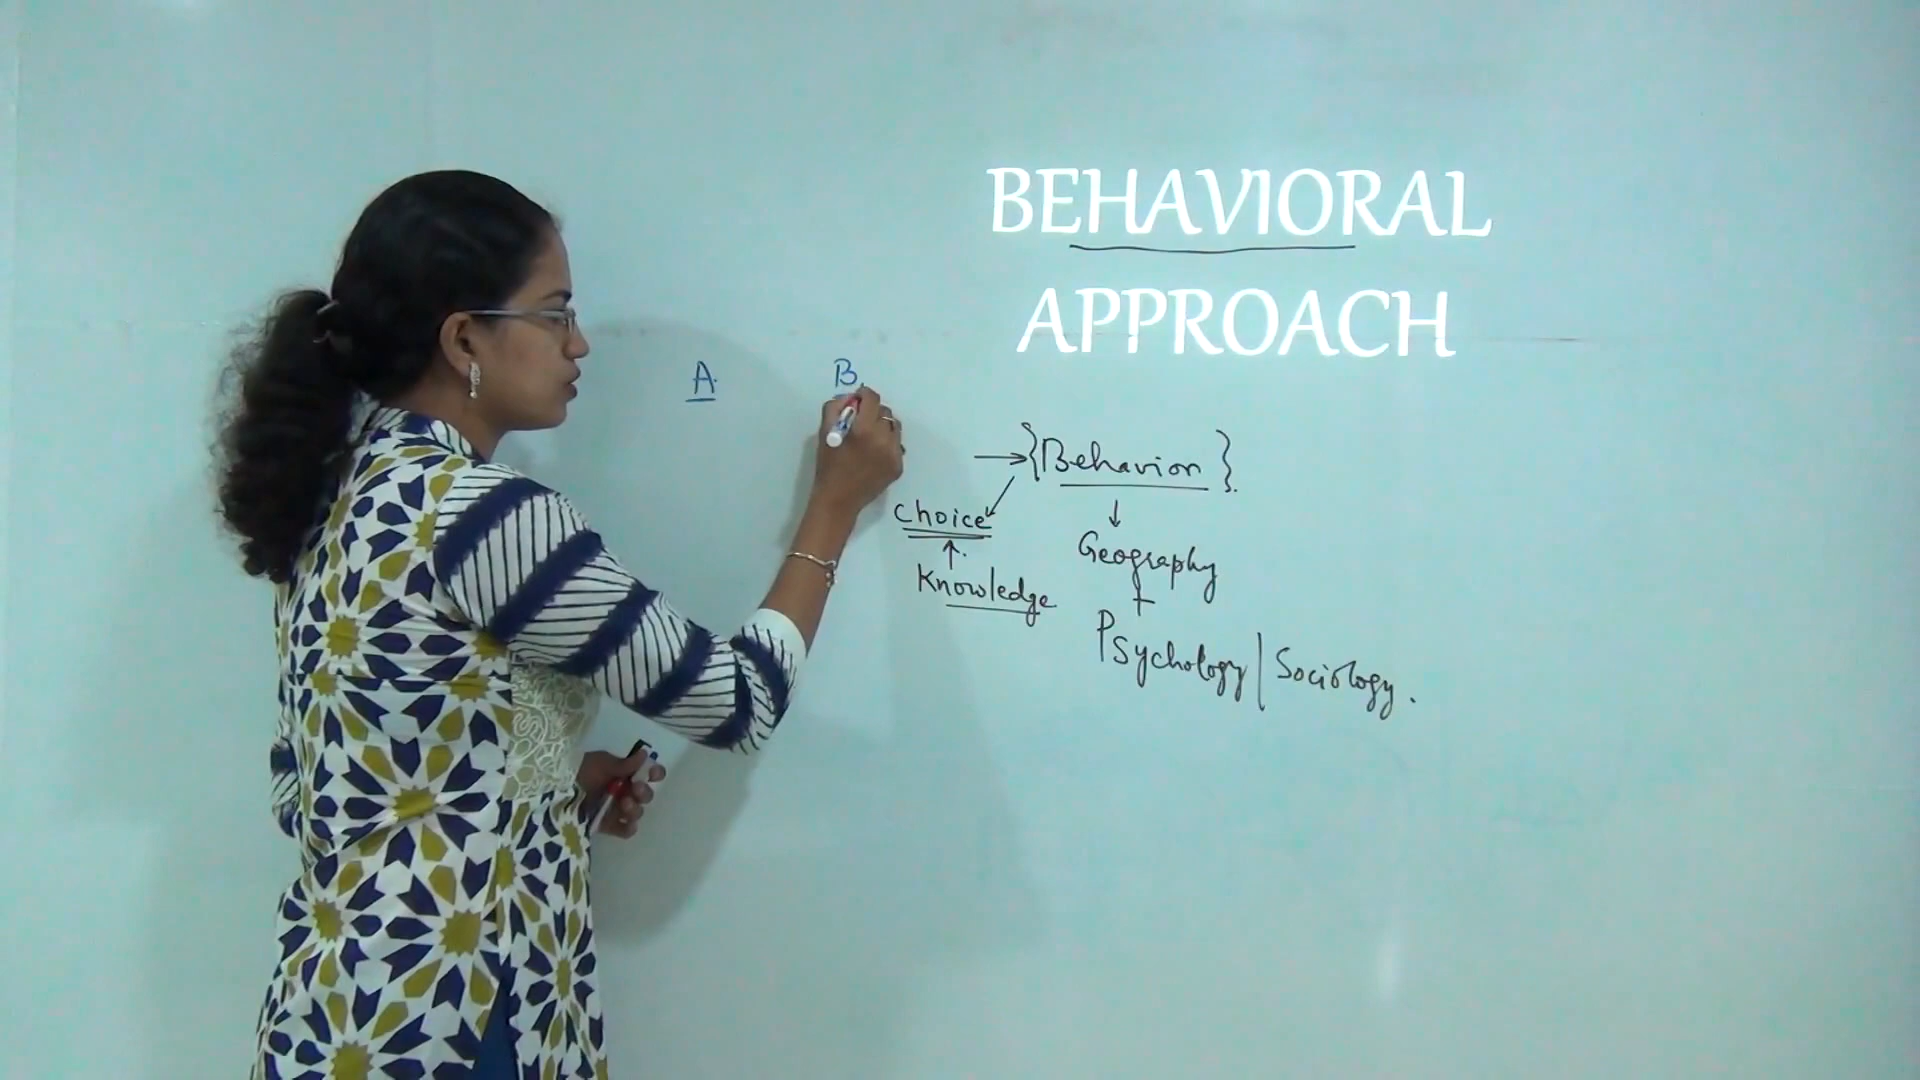 BEHAVIORAL
APPROACH
A. B
→ {Behavior}.
Choice
↓
↑
Geography
Knowledge
+
Psychology | Sociology.